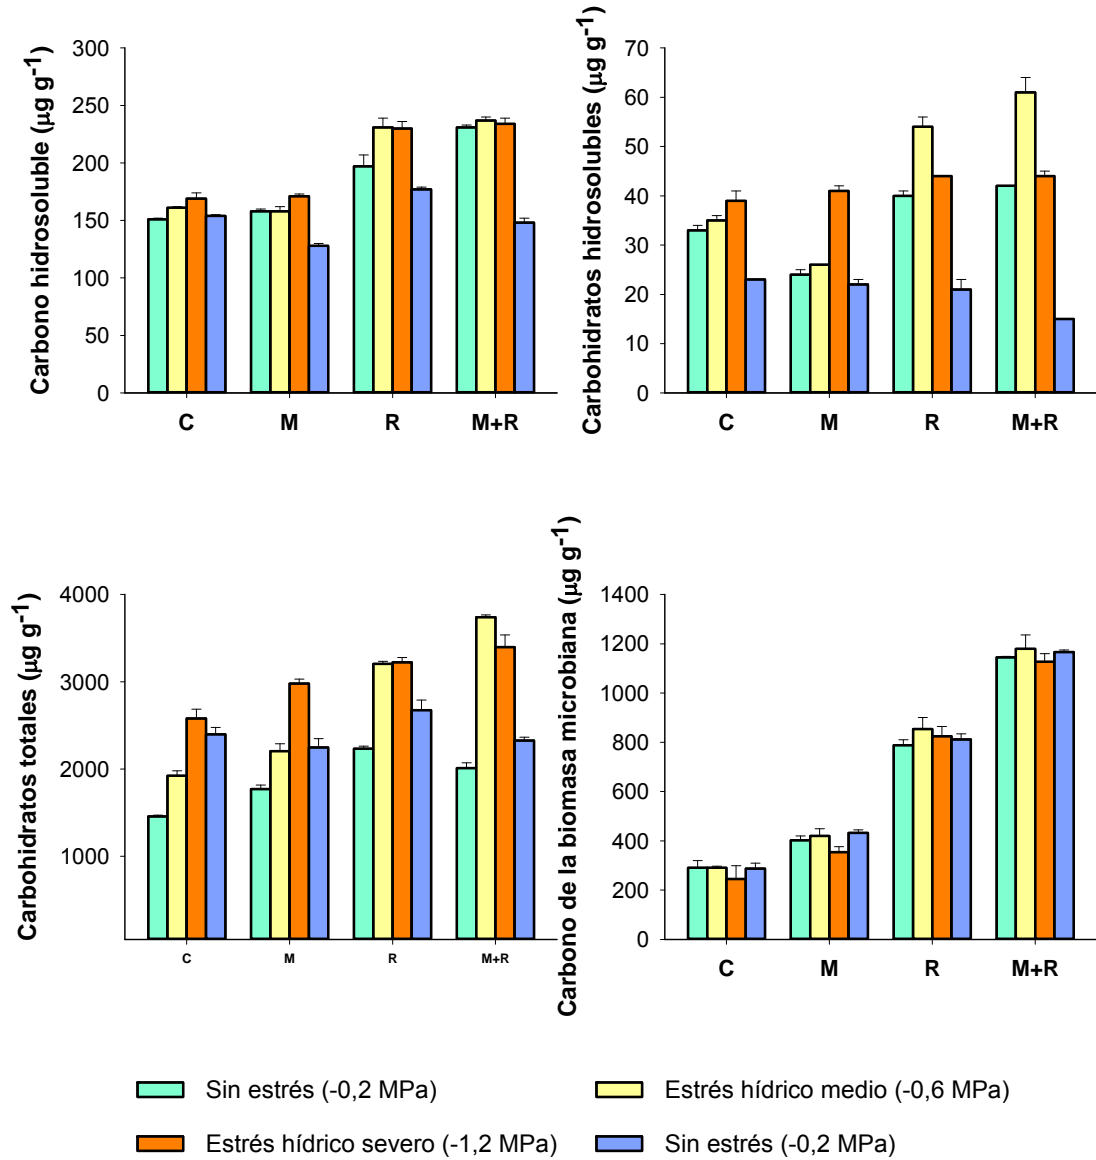 Carbono hidrosoluble (µg g⁻¹)
300
250
200
150
100
50
0
C M R M+R
Carbohidratos hidrosolubles (µg g⁻¹)
70
60
50
40
30
20
10
0
C M R M+R
Carbohidratos totales (µg g⁻¹)
4000
3000
2000
1000
C M R M+R
Carbono de la biomasa microbiana (µg g⁻¹)
1400
1200
1000
800
600
400
200
0
C M R M+R
Sin estrés (-0,2 MPa)
Estrés hídrico medio (-0,6 MPa)
Estrés hídrico severo (-1,2 MPa)
Sin estrés (-0,2 MPa)